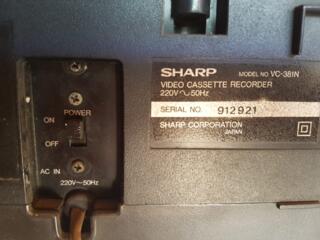 POWER
ON
OFF
AC IN
220V～50Hz
SHARP MODEL NO VC-381N
VIDEO CASSETTE RECORDER
220V～50Hz
SERIAL NO. 912921
SHARP CORPORATION
JAPAN